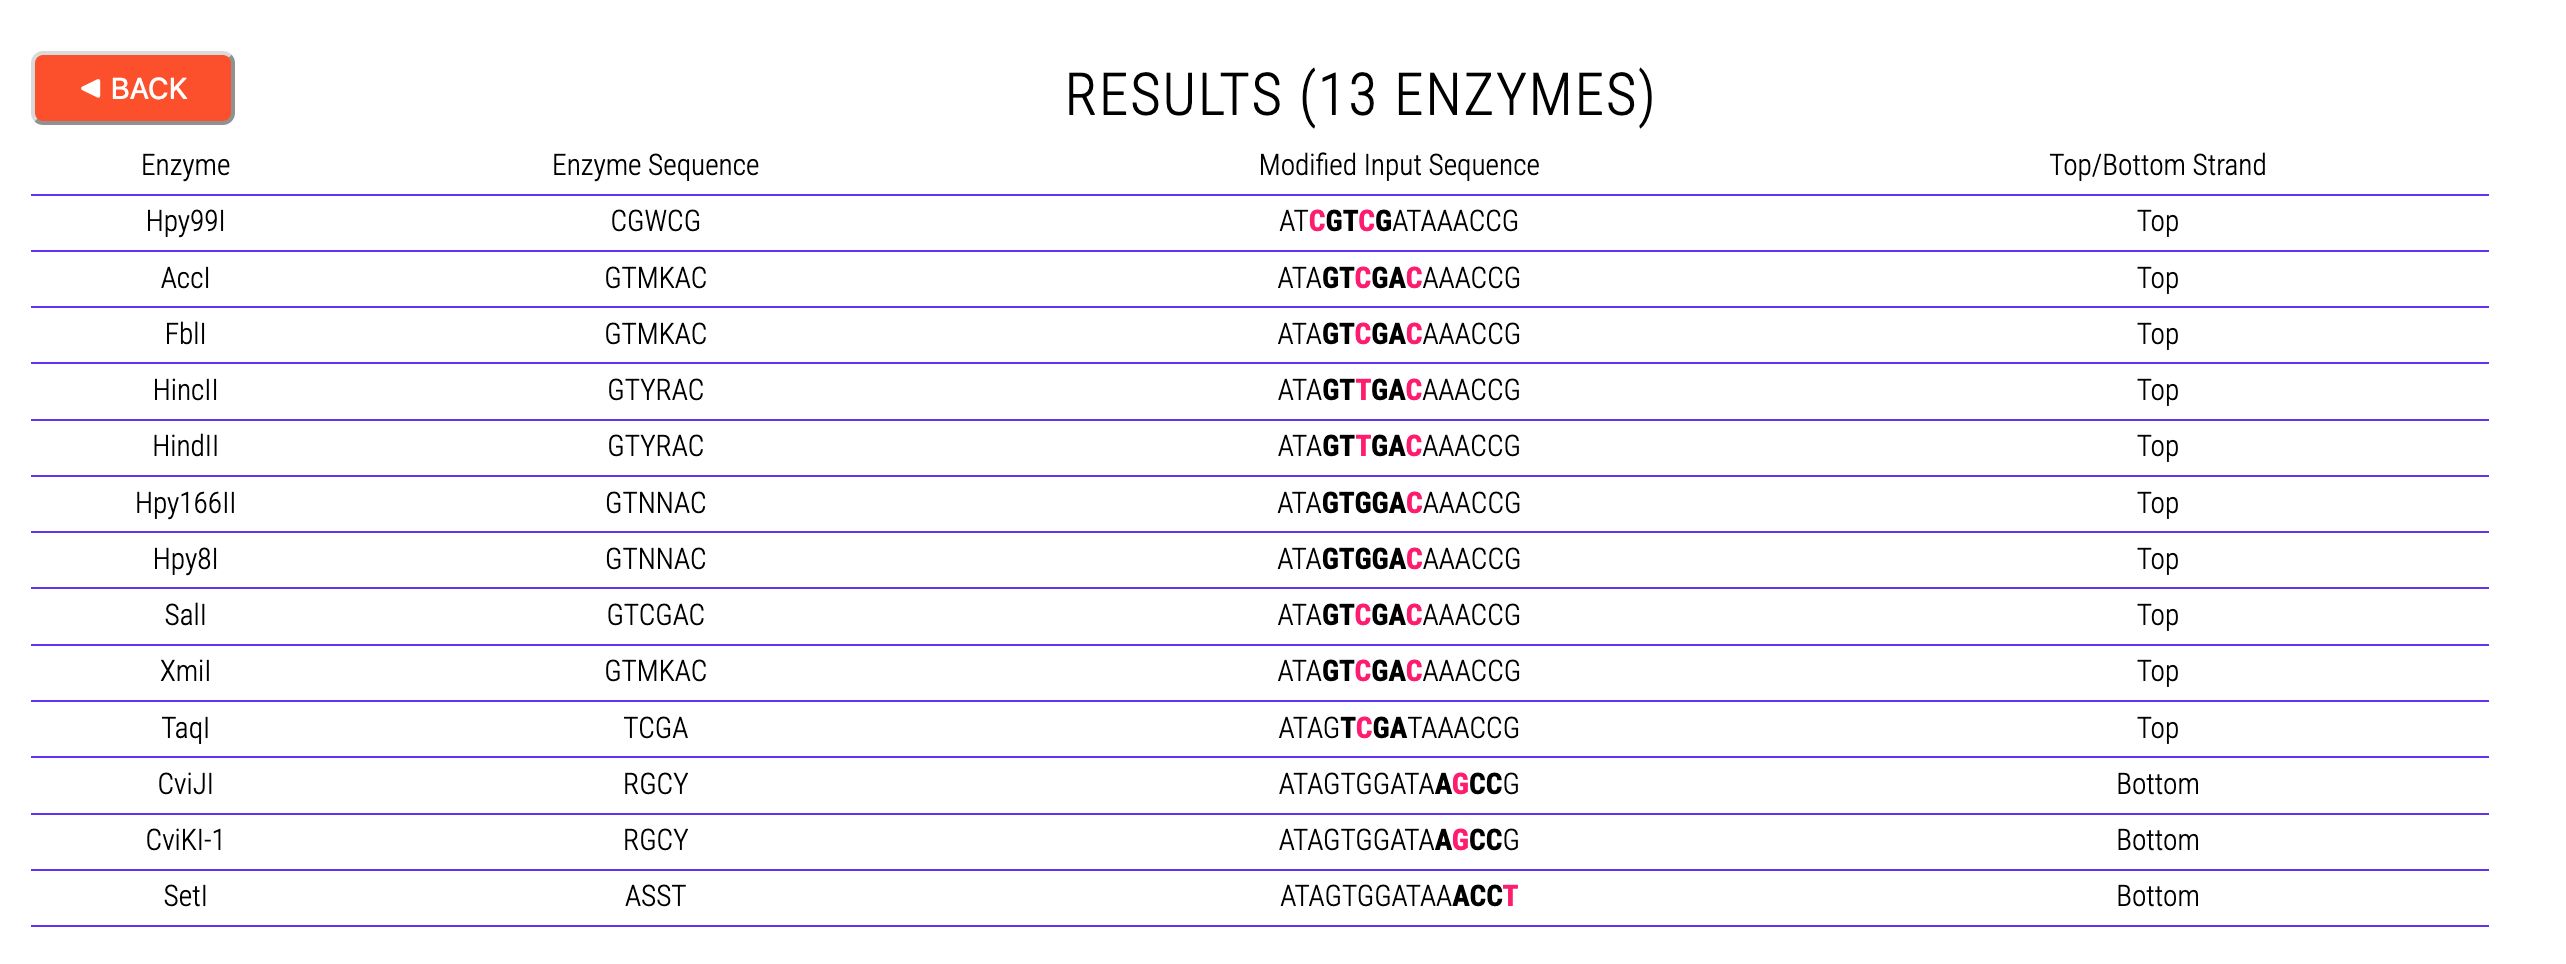 ◀ BACK
RESULTS (13 ENZYMES)
Enzyme Enzyme Sequence Modified Input Sequence Top/Bottom Strand
Hpy99I CGWCG ATCGTCGATAAACCG Top
AccI GTMKAC ATAGTCGACAAACCG Top
FblI GTMKAC ATAGTCGACAAACCG Top
HincII GTYRAC ATAGTTGACAAACCG Top
HindII GTYRAC ATAGTTGACAAACCG Top
Hpy166II GTNNAC ATAGTGGACAAACCG Top
Hpy8I GTNNAC ATAGTGGACAAACCG Top
SalI GTCGAC ATAGTCGACAAACCG Top
XmiI GTMKAC ATAGTCGACAAACCG Top
TaqI TCGA ATAGTCGATAAACCG Top
CviJI RGCY ATAGTGGATAAGCCG Bottom
CviKI-1 RGCY ATAGTGGATAAGCCG Bottom
SetI ASST ATAGTGGATAAACCT Bottom